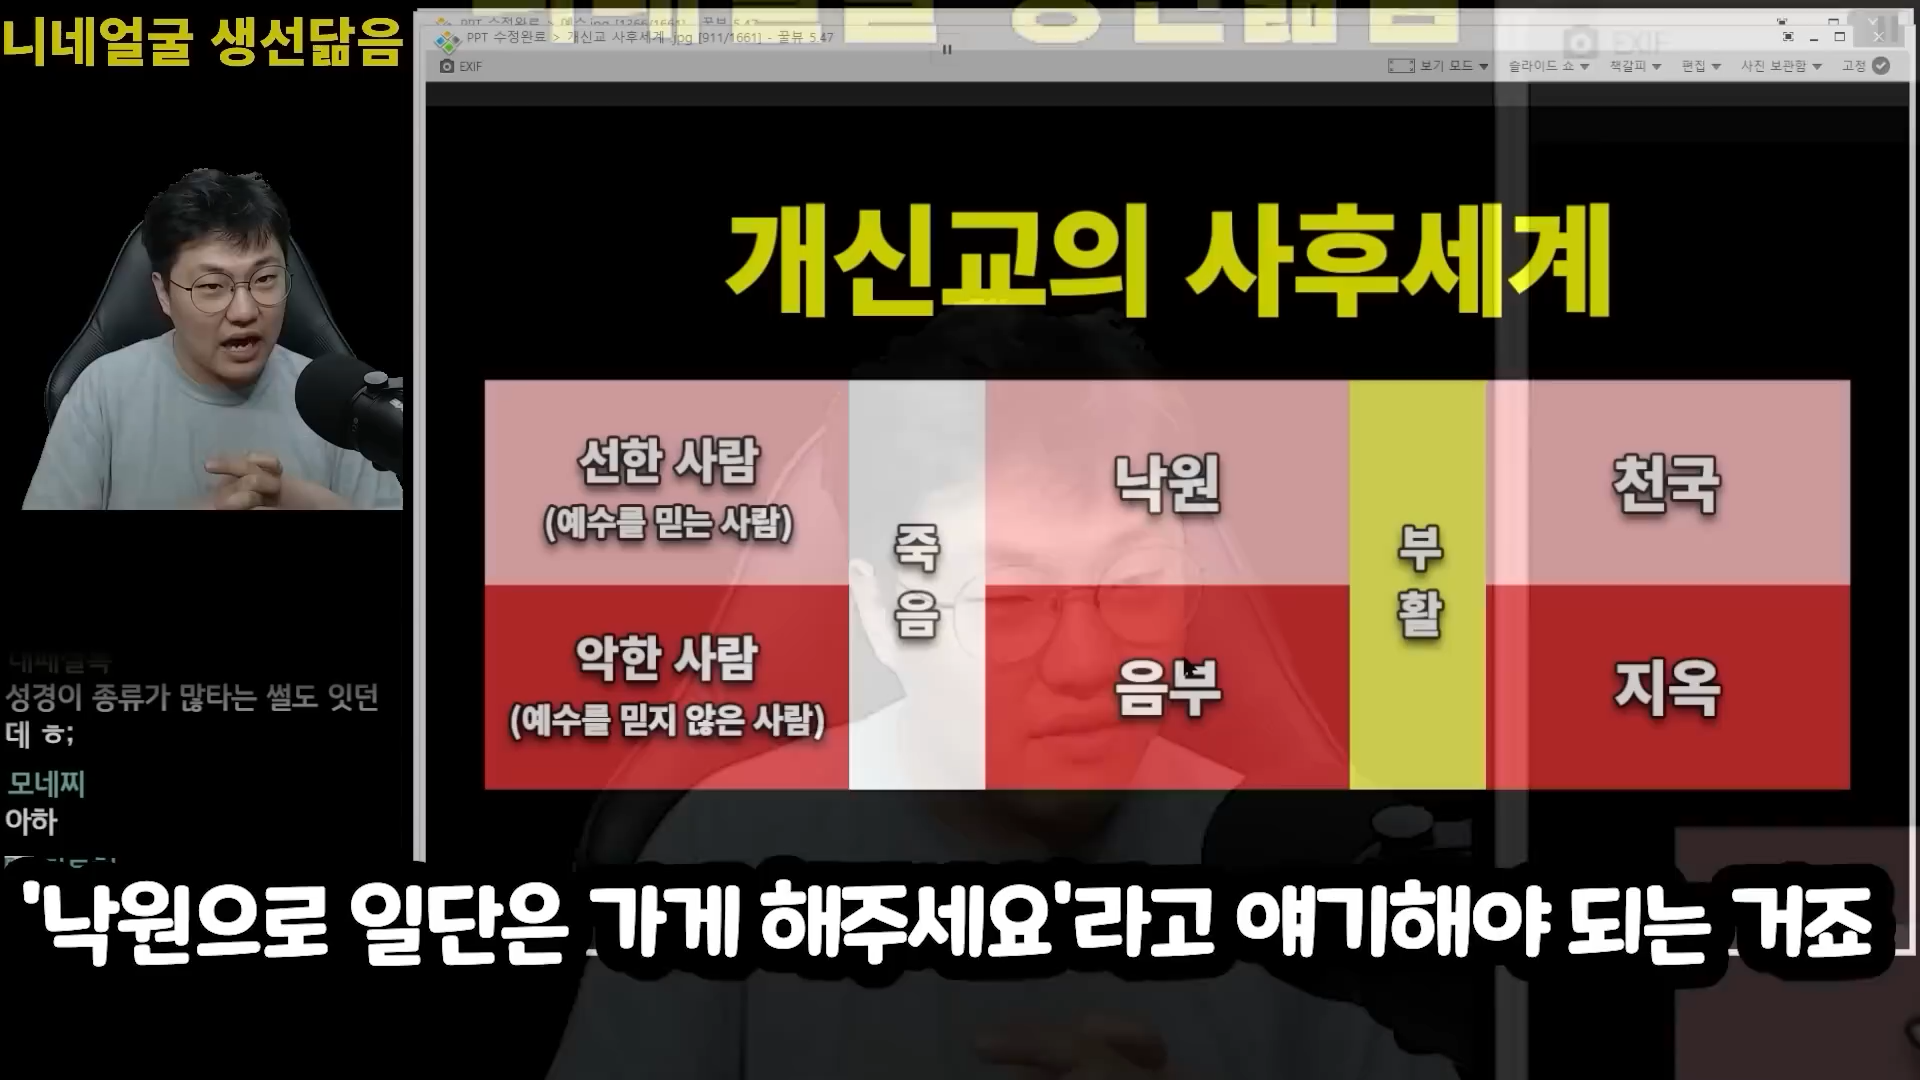 니네얼굴 생선닮음
PPT 수정완료 > 개신교 사후세계.jpg [911/1661] - 꿀뷰 5.47
EXIF
보기 모드
슬라이드 쇼
책갈피
편집
사진 보관함
고정
개신교의 사후세계
선한 사람
(예수를 믿는 사람)
죽음
낙원
부활
천국
악한 사람
(예수를 믿지 않은 사람)
음부
지옥
성경이 종류가 많타는 썰도 잇던
데 ㅎ;
모네찌
아하
'낙원으로 일단은 가게 해주세요'라고 얘기해야 되는 거죠